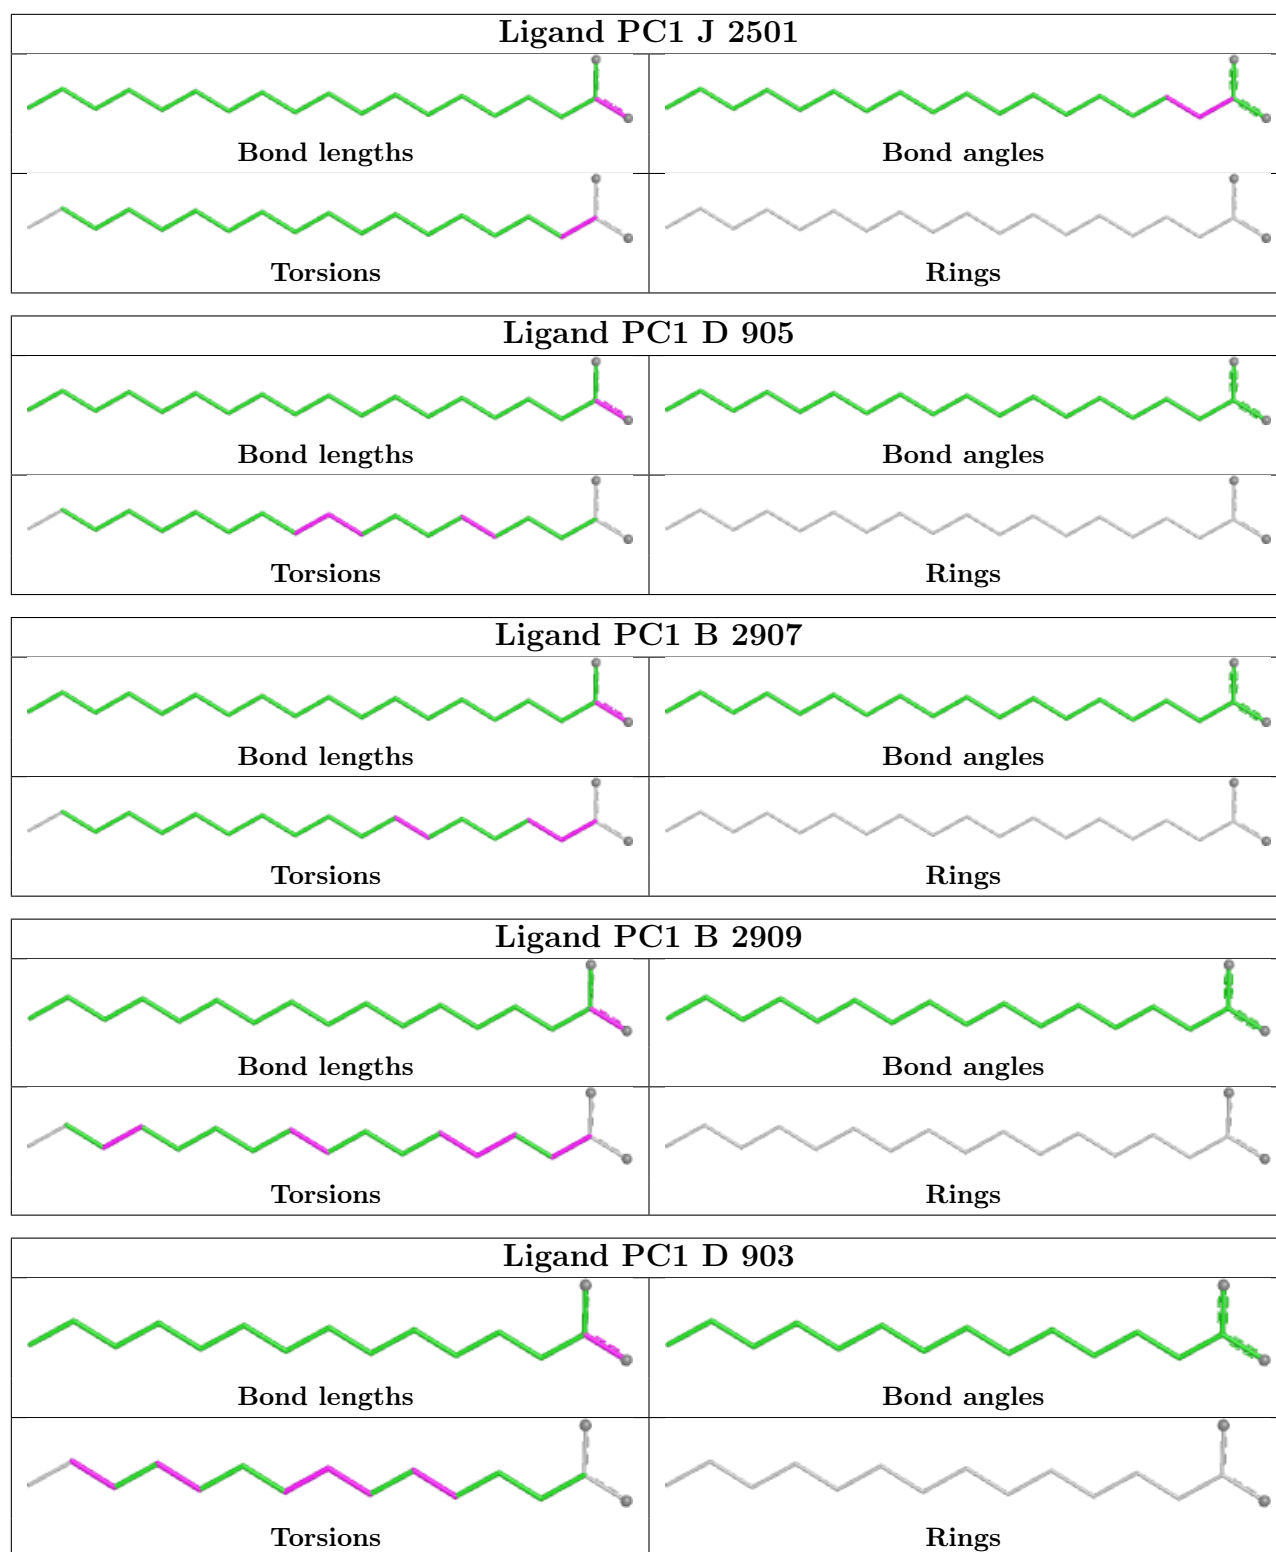 Ligand PC1 J 2501
Bond lengths
Bond angles
Torsions
Rings
Ligand PC1 D 905
Bond lengths
Bond angles
Torsions
Rings
Ligand PC1 B 2907
Bond lengths
Bond angles
Torsions
Rings
Ligand PC1 B 2909
Bond lengths
Bond angles
Torsions
Rings
Ligand PC1 D 903
Bond lengths
Bond angles
Torsions
Rings